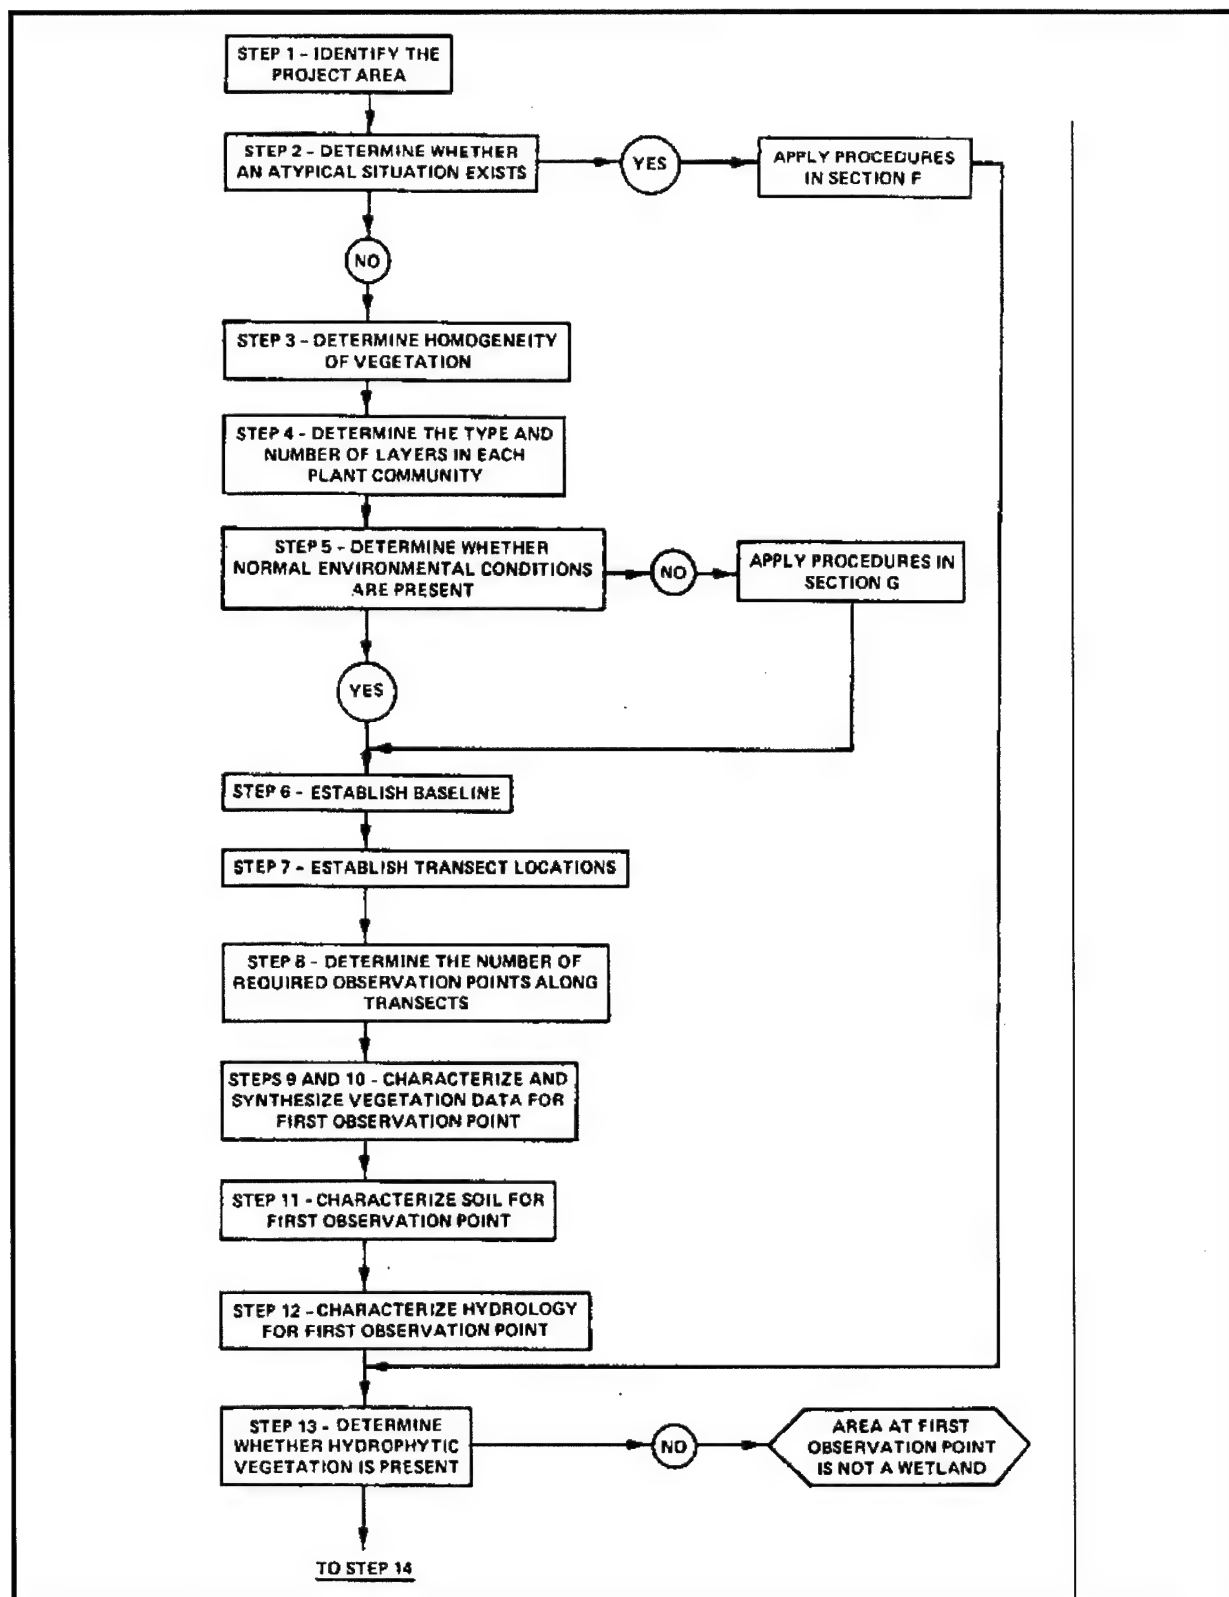 STEP 1 - IDENTIFY THE
PROJECT AREA
STEP 2 - DETERMINE WHETHER
AN ATYPICAL SITUATION EXISTS
YES
APPLY PROCEDURES
IN SECTION F
NO
STEP 3 - DETERMINE HOMOGENEITY
OF VEGETATION
STEP 4 - DETERMINE THE TYPE AND
NUMBER OF LAYERS IN EACH
PLANT COMMUNITY
STEP 5 - DETERMINE WHETHER
NORMAL ENVIRONMENTAL CONDITIONS
ARE PRESENT
NO
APPLY PROCEDURES IN
SECTION G
YES
STEP 6 - ESTABLISH BASELINE
STEP 7 - ESTABLISH TRANSECT LOCATIONS
STEP 8 - DETERMINE THE NUMBER OF
REQUIRED OBSERVATION POINTS ALONG
TRANSECTS
STEPS 9 AND 10 - CHARACTERIZE AND
SYNTHESIZE VEGETATION DATA FOR
FIRST OBSERVATION POINT
STEP 11 - CHARACTERIZE SOIL FOR
FIRST OBSERVATION POINT
STEP 12 - CHARACTERIZE HYDROLOGY
FOR FIRST OBSERVATION POINT
STEP 13 - DETERMINE
WHETHER HYDROPHYTIC
VEGETATION IS PRESENT
NO
AREA AT FIRST
OBSERVATION POINT
IS NOT A WETLAND
TO STEP 14